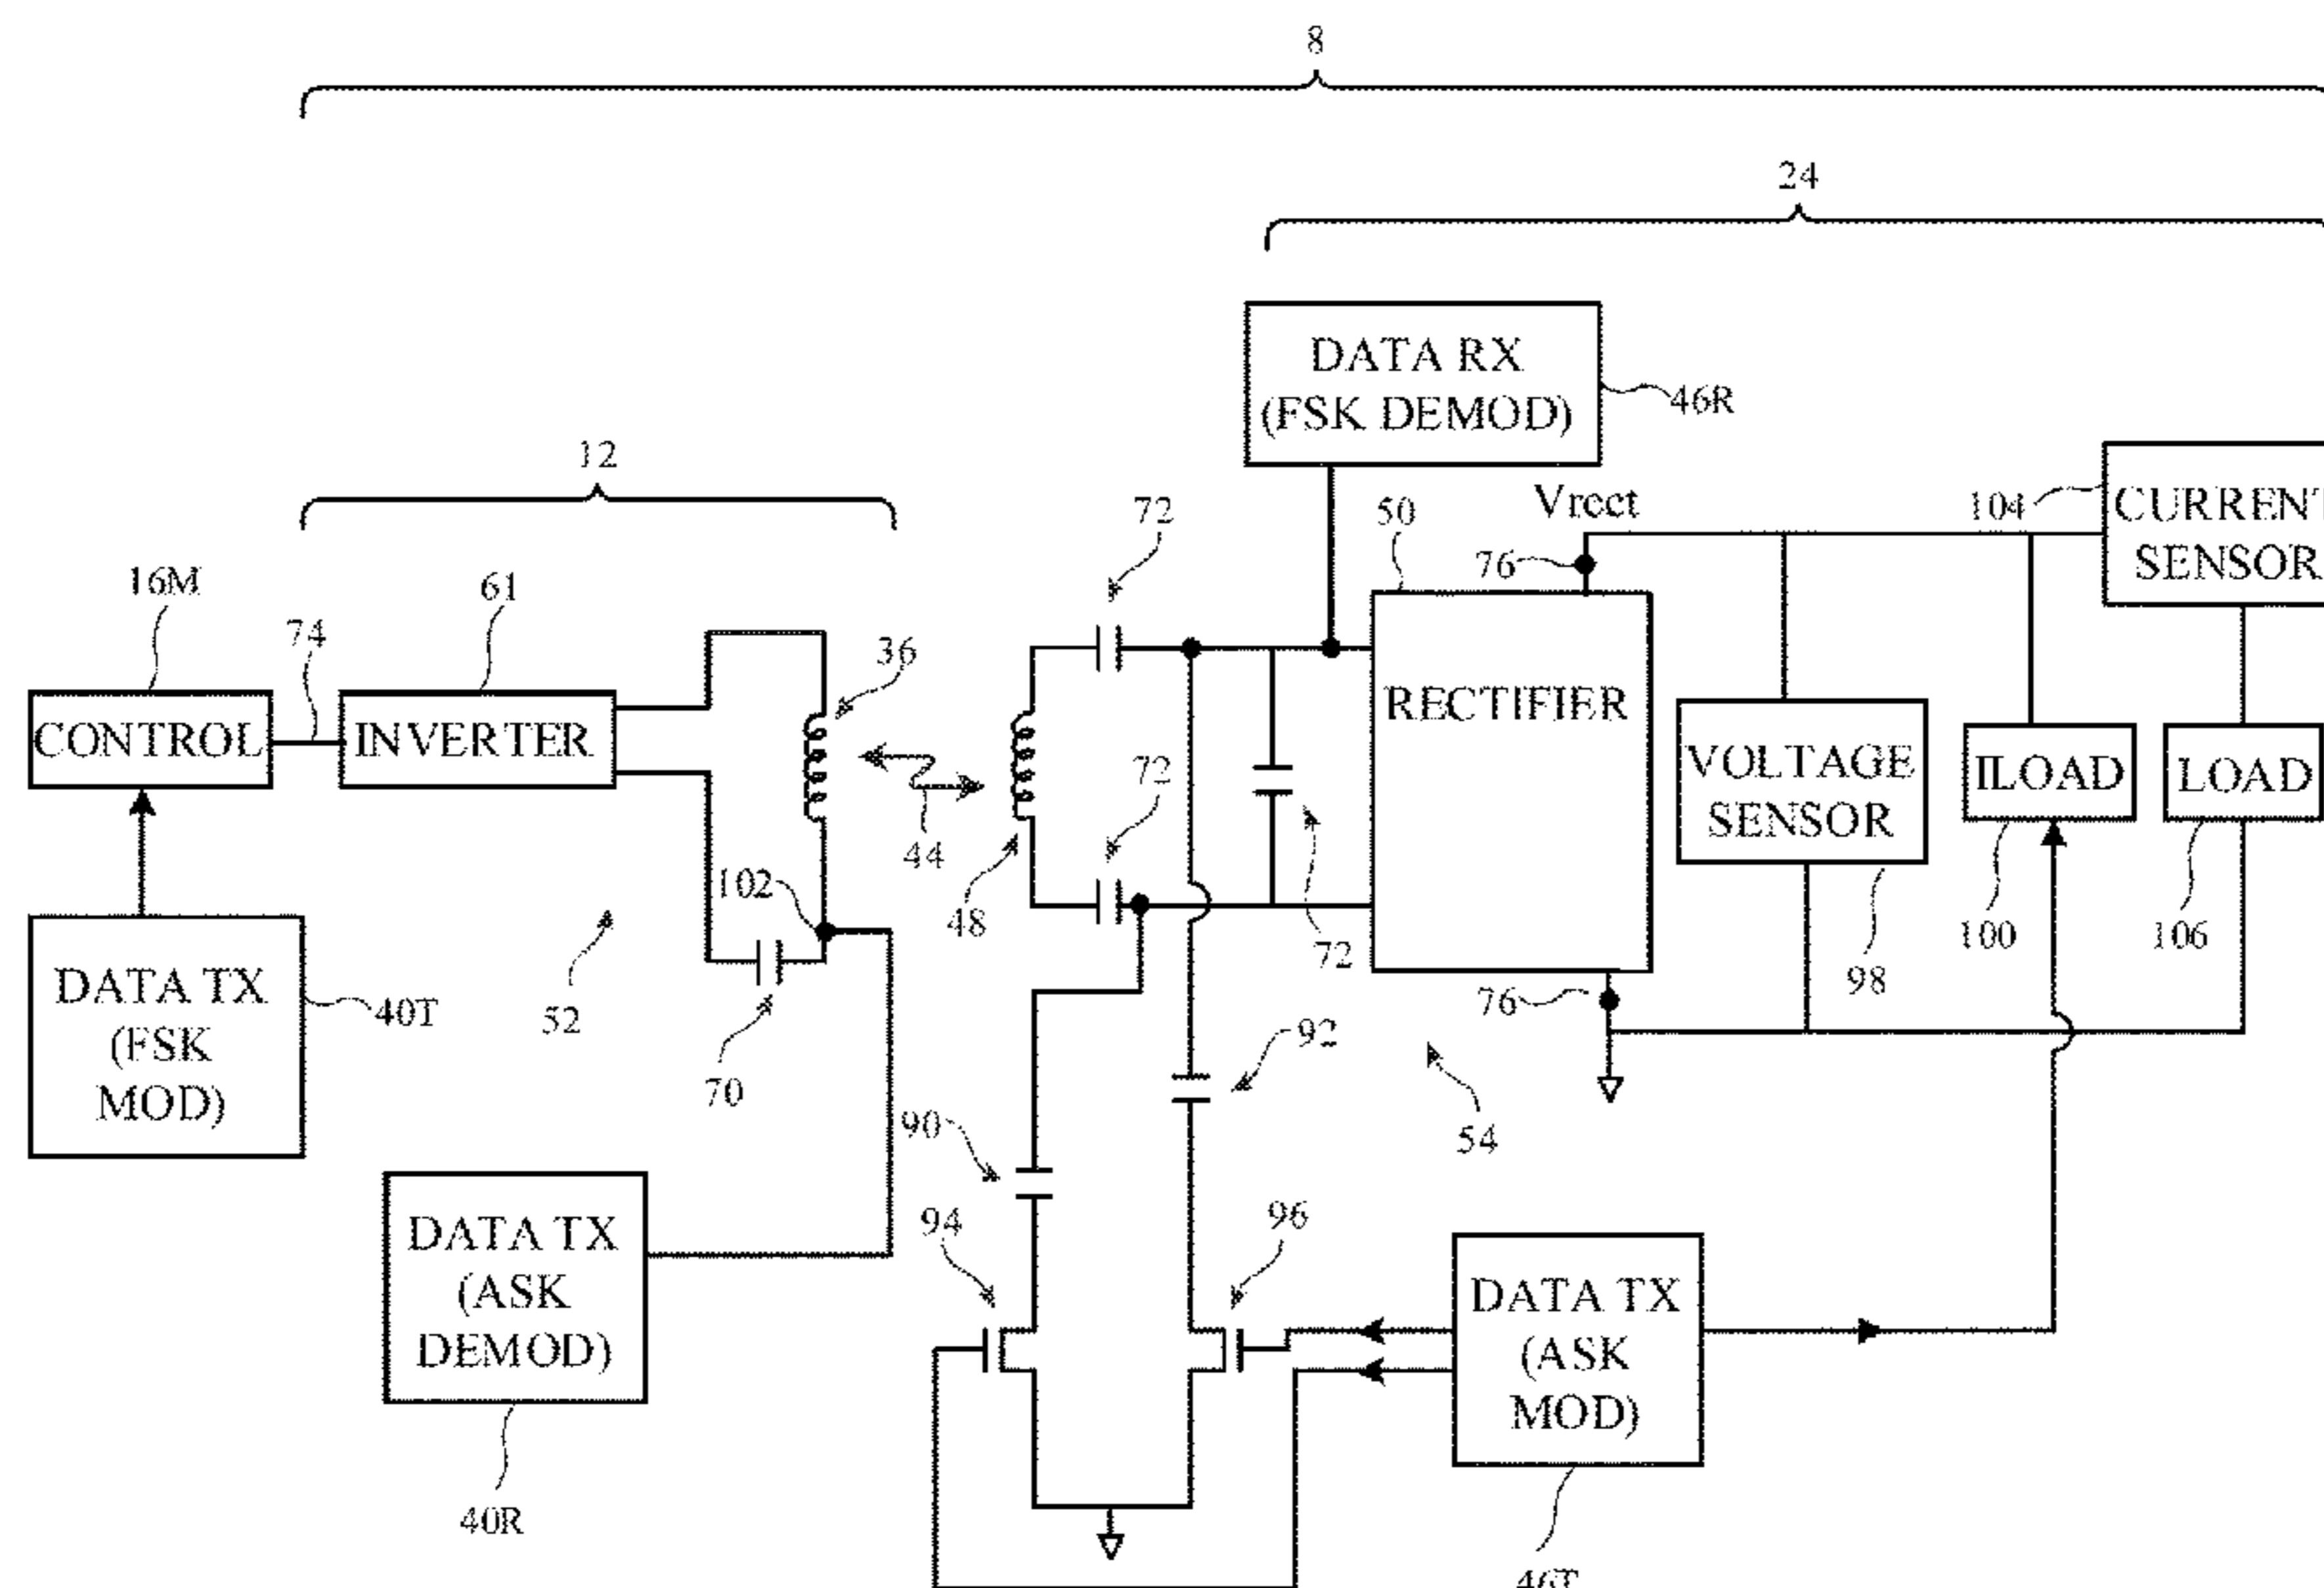 8
24
DATA RX
(FSK DEMOD)
46R
12
72
50
Vrect
76
104
CURRENT
SENSOR
16M
74
61
36
CONTROL
INVERTER
RECTIFIER
VOLTAGE
SENSOR
ILOAD
LOAD
44
48
72
72
102
98
100
106
DATA TX
(FSK
MOD)
40T
52
70
76
92
54
90
94
96
DATA TX
(ASK
DEMOD)
40R
DATA TX
(ASK
MOD)
46T